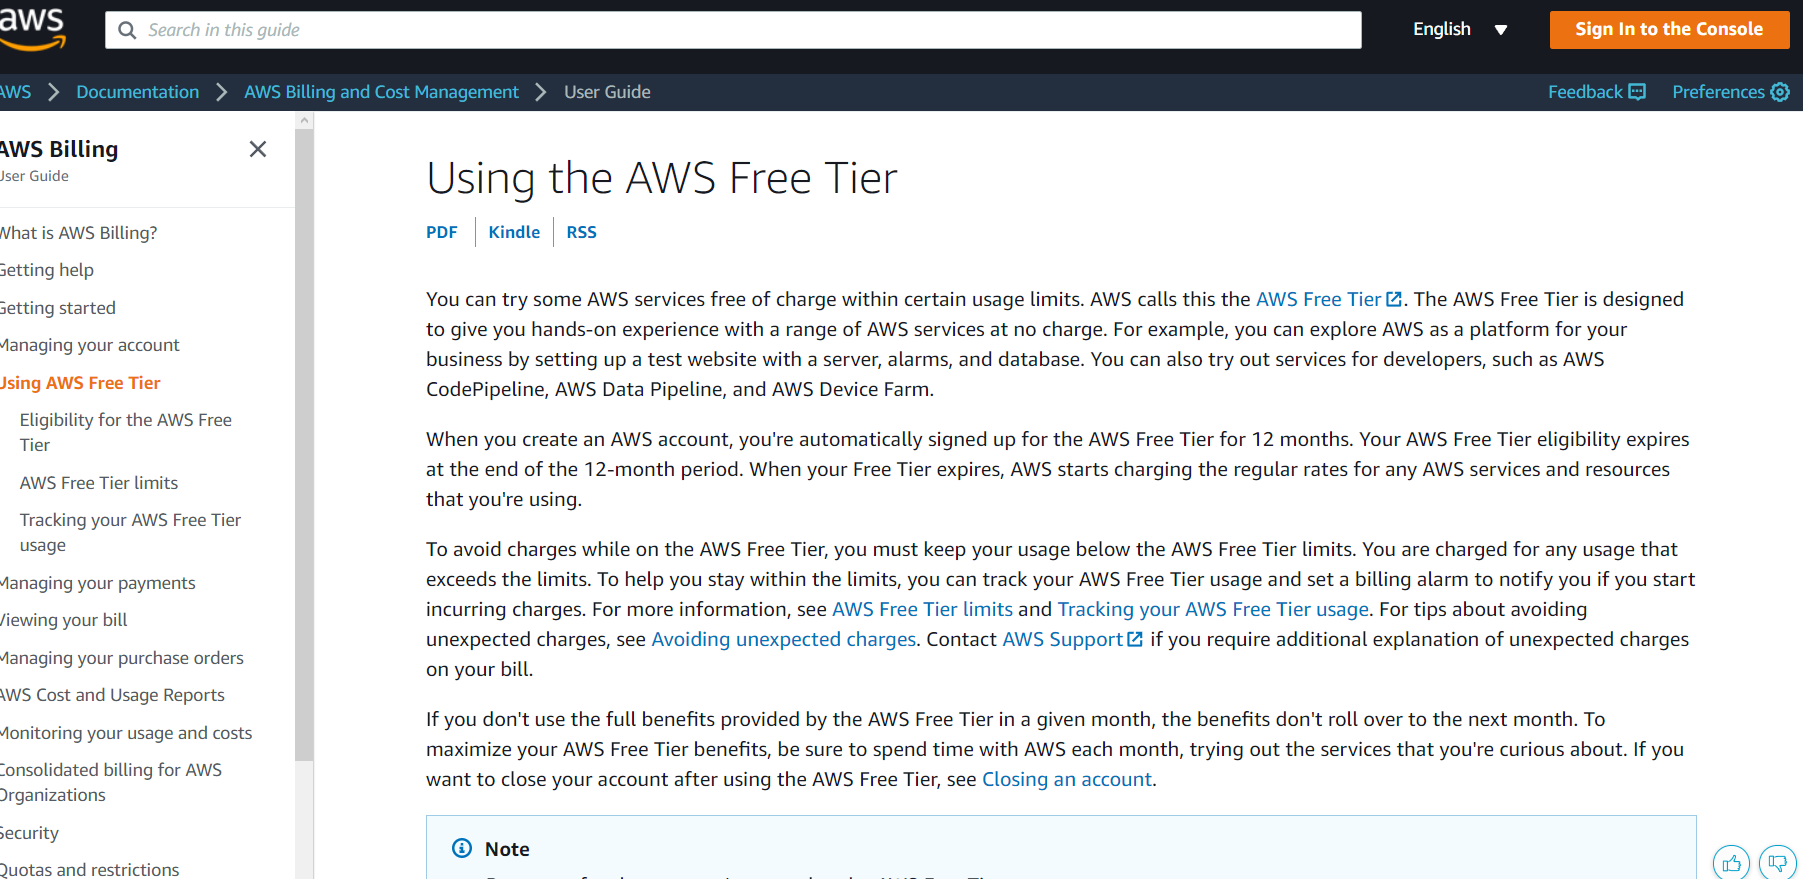 aws
Search in this guide
English
Sign In to the Console
AWS
Documentation
AWS Billing and Cost Management
User Guide
Feedback
Preferences
AWS Billing
User Guide
What is AWS Billing?
Getting help
Getting started
Managing your account
Using AWS Free Tier
Eligibility for the AWS Free
Tier
AWS Free Tier limits
Tracking your AWS Free Tier
usage
Managing your payments
Viewing your bill
Managing your purchase orders
AWS Cost and Usage Reports
Monitoring your usage and costs
Consolidated billing for AWS
Organizations
Security
Quotas and restrictions
Using the AWS Free Tier
PDF
Kindle
RSS
You can try some AWS services free of charge within certain usage limits. AWS calls this the AWS Free Tier. The AWS Free Tier is designed
to give you hands-on experience with a range of AWS services at no charge. For example, you can explore AWS as a platform for your
business by setting up a test website with a server, alarms, and database. You can also try out services for developers, such as AWS
CodePipeline, AWS Data Pipeline, and AWS Device Farm.
When you create an AWS account, you're automatically signed up for the AWS Free Tier for 12 months. Your AWS Free Tier eligibility expires
at the end of the 12-month period. When your Free Tier expires, AWS starts charging the regular rates for any AWS services and resources
that you're using.
To avoid charges while on the AWS Free Tier, you must keep your usage below the AWS Free Tier limits. You are charged for any usage that
exceeds the limits. To help you stay within the limits, you can track your AWS Free Tier usage and set a billing alarm to notify you if you start
incurring charges. For more information, see AWS Free Tier limits and Tracking your AWS Free Tier usage. For tips about avoiding
unexpected charges, see Avoiding unexpected charges. Contact AWS Support if you require additional explanation of unexpected charges
on your bill.
If you don't use the full benefits provided by the AWS Free Tier in a given month, the benefits don't roll over to the next month. To
maximize your AWS Free Tier benefits, be sure to spend time with AWS each month, trying out the services that you're curious about. If you
want to close your account after using the AWS Free Tier, see Closing an account.
Note